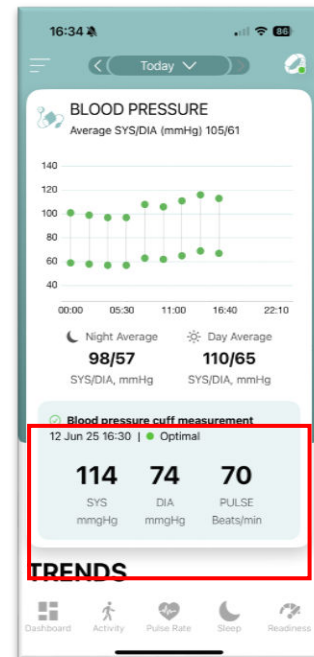 16:34
86
Today
BLOOD PRESSURE
Average SYS/DIA (mmHg) 105/61
140
120
100
80
60
40
00:00 05:30 11:00 16:40 22:10
Night Average Day Average
98/57 110/65
SYS/DIA, mmHg SYS/DIA, mmHg
Blood pressure cuff measurement
12 Jun 25 16:30 | Optimal
114 74 70
SYS DIA PULSE
mmgHg mmgHg Beats/min
TRENDS
Dashboard Activity Pulse Rate Sleep Readiness